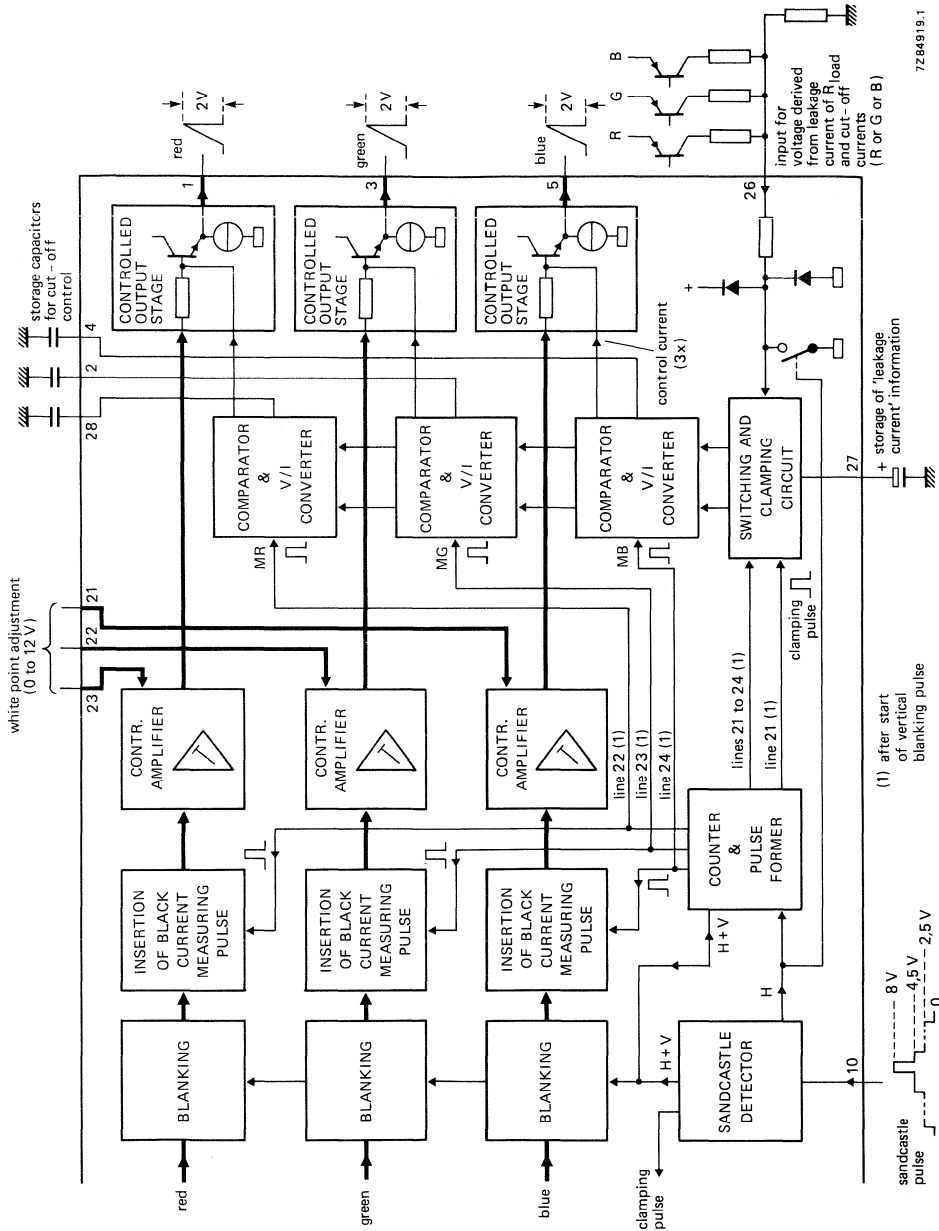 white point adjustment
(0 to 12 V)
23
22
21
storage capacitors
for cut-off
control
28
2
4
red
BLANKING
INSERTION
OF BLACK
CURRENT
MEASURING
PULSE
CONTR.
AMPLIFIER
CONTROLLED
OUTPUT
STAGE
1
red
2 V
COMPARATOR
&
V/I
CONVERTER
MR
green
BLANKING
INSERTION
OF BLACK
CURRENT
MEASURING
PULSE
CONTR.
AMPLIFIER
CONTROLLED
OUTPUT
STAGE
3
green
2 V
COMPARATOR
&
V/I
CONVERTER
MG
blue
BLANKING
INSERTION
OF BLACK
CURRENT
MEASURING
PULSE
CONTR.
AMPLIFIER
CONTROLLED
OUTPUT
STAGE
5
blue
2 V
COMPARATOR
&
V/I
CONVERTER
MB
control current
(3x)
line 22 (1)
line 23 (1)
line 24 (1)
clamping
pulse
SANDCASTLE
DETECTOR
H+V
H+V
H
COUNTER
&
PULSE
FORMER
lines 21 to 24 (1)
line 21 (1)
clamping
pulse
SWITCHING AND
CLAMPING
CIRCUIT
+
26
R
G
B
input for
voltage derived
from leakage
current of Rload
and cut-off
currents
(R or G or B)
10
sandcastle
pulse
8 V
4,5 V
2,5 V
0
(1) after start
of vertical
blanking pulse
27
+
storage of 'leakage
current' information
7Z84919.1